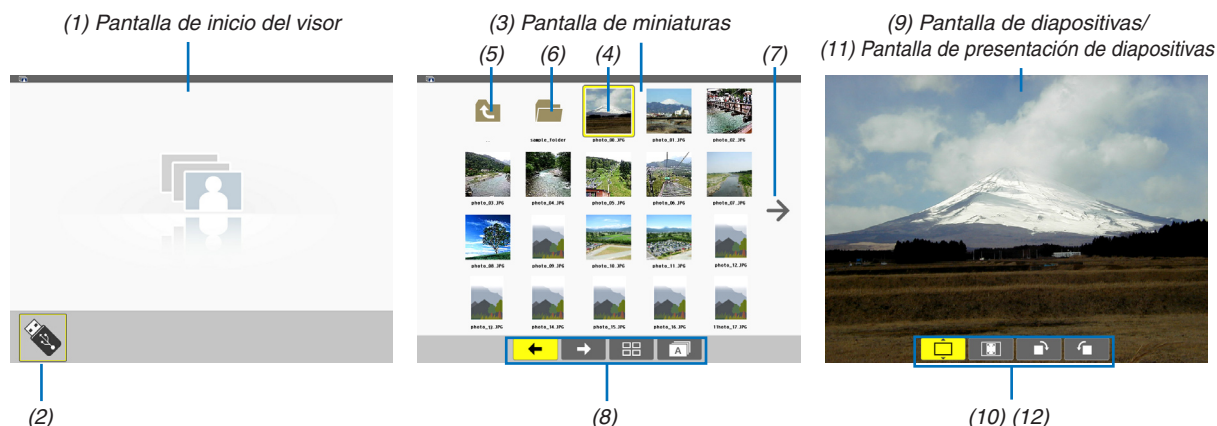 (1) Pantalla de inicio del visor
(3) Pantalla de miniaturas
(9) Pantalla de diapositivas/
(11) Pantalla de presentación de diapositivas
(5) (6) (4) (7)
sample_folder photo_00.JPG photo_01.JPG photo_02.JPG
photo_03.JPG photo_04.JPG photo_05.JPG photo_06.JPG photo_07.JPG
photo_08.JPG photo_09.JPG photo_10.JPG photo_11.JPG photo_12.JPG
photo_13.JPG photo_14.JPG photo_15.JPG photo_16.JPG
A
(2)
(8)
(10) (12)